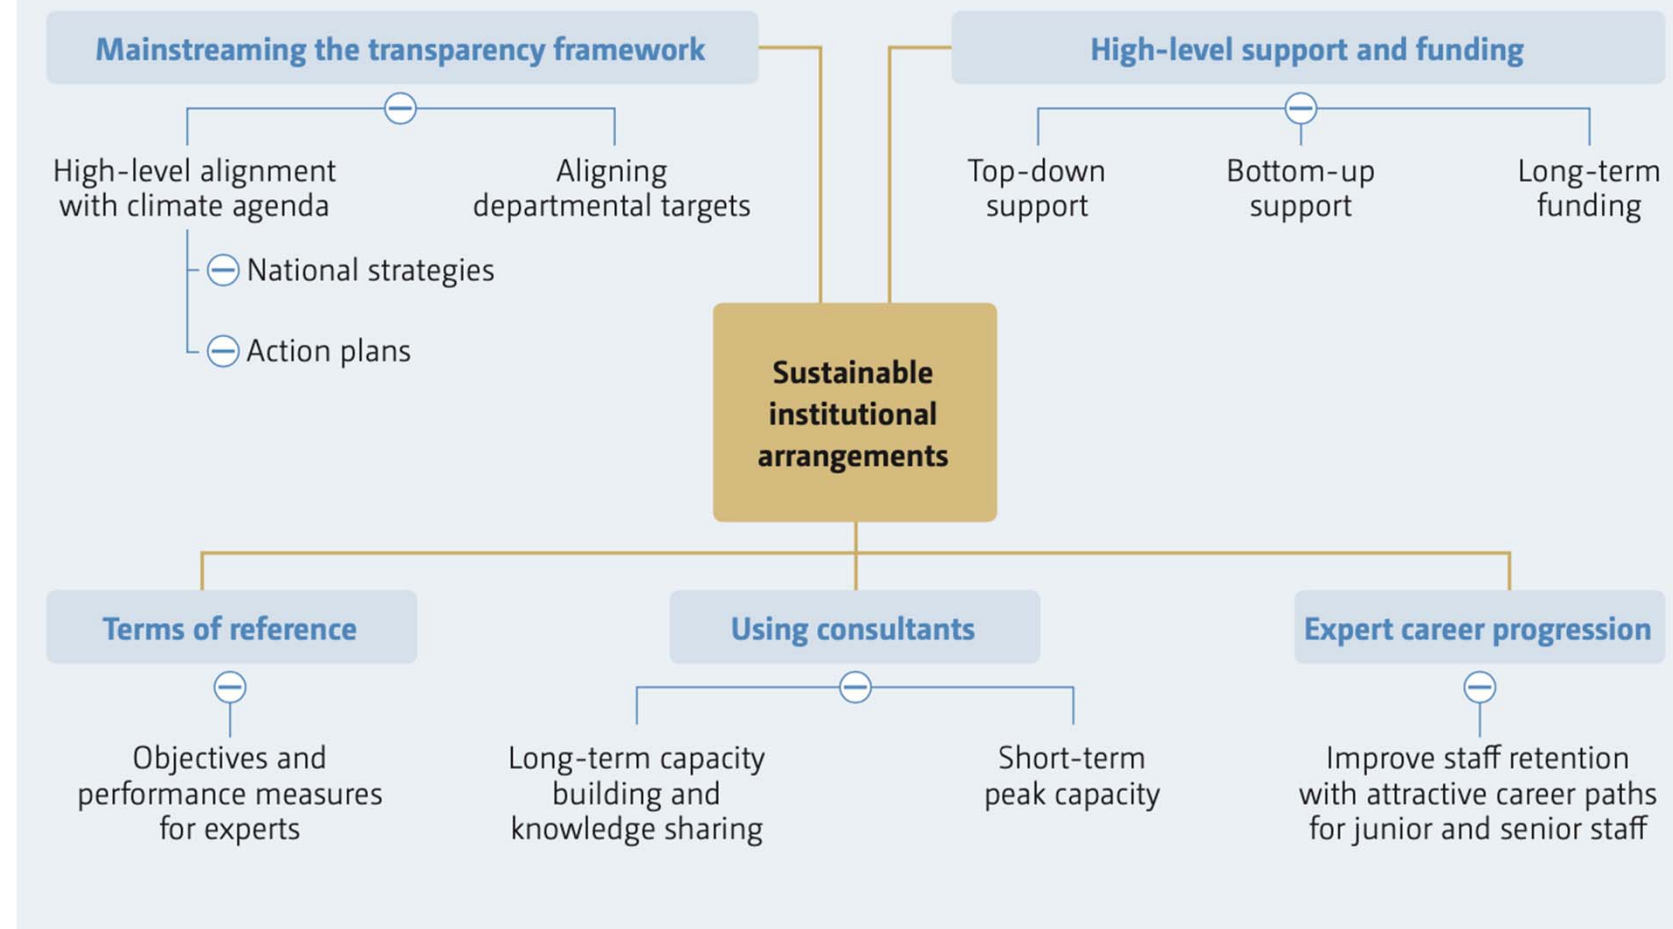 Mainstreaming the transparency framework
High-level support and funding
High-level alignment
with climate agenda
Aligning
departmental targets
National strategies
Action plans
Top-down
support
Bottom-up
support
Long-term
funding
Sustainable
institutional
arrangements
Terms of reference
Objectives and
performance measures
for experts
Using consultants
Long-term capacity
building and
knowledge sharing
Short-term
peak capacity
Expert career progression
Improve staff retention
with attractive career paths
for junior and senior staff